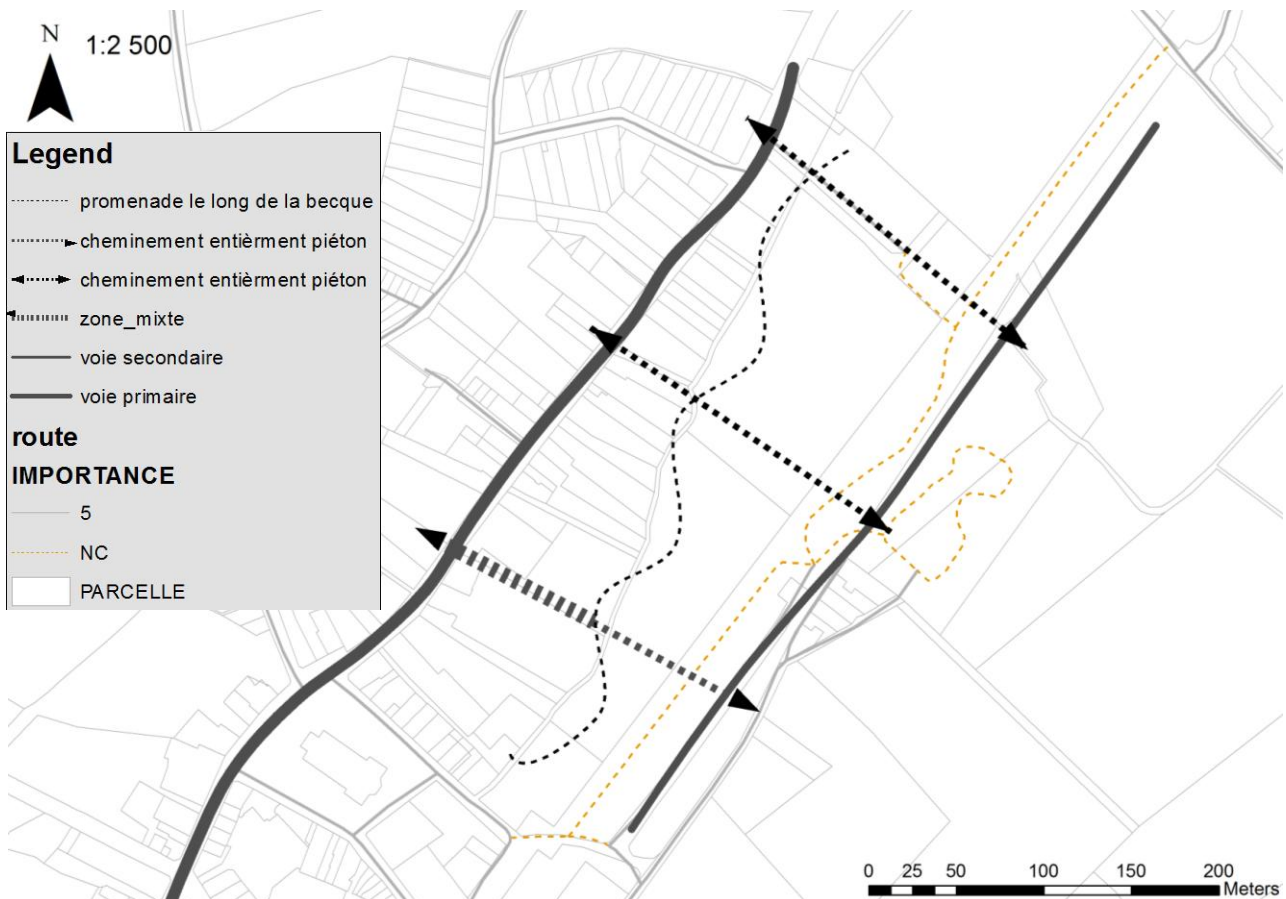 N
1:2 500
Legend
promenade le long de la becque
cheminement entièrment piéton
cheminement entièrment piéton
zone_mixte
voie secondaire
voie primaire
route
IMPORTANCE
5
NC
PARCELLE
0 25 50 100 150 200
Meters